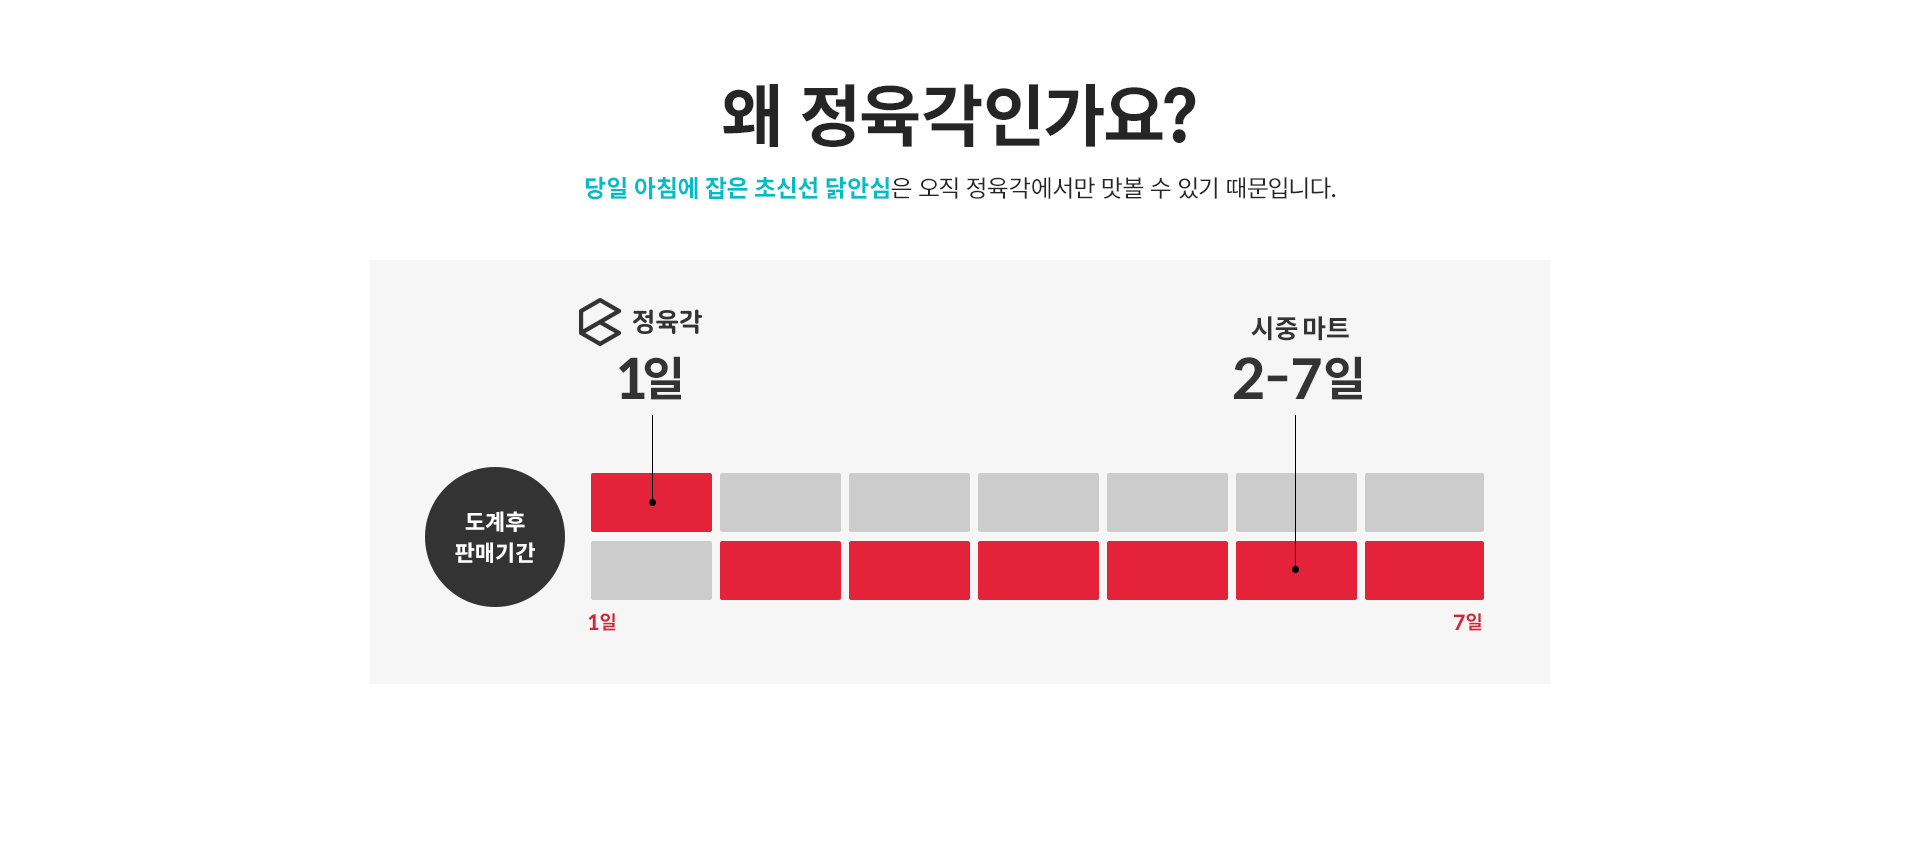 왜 정육각인가요?
당일 아침에 잡은 초신선 닭안심은 오직 정육각에서만 맛볼 수 있기 때문입니다.
정육각
1일
시중 마트
2-7일
도계후
판매기간
1일
7일